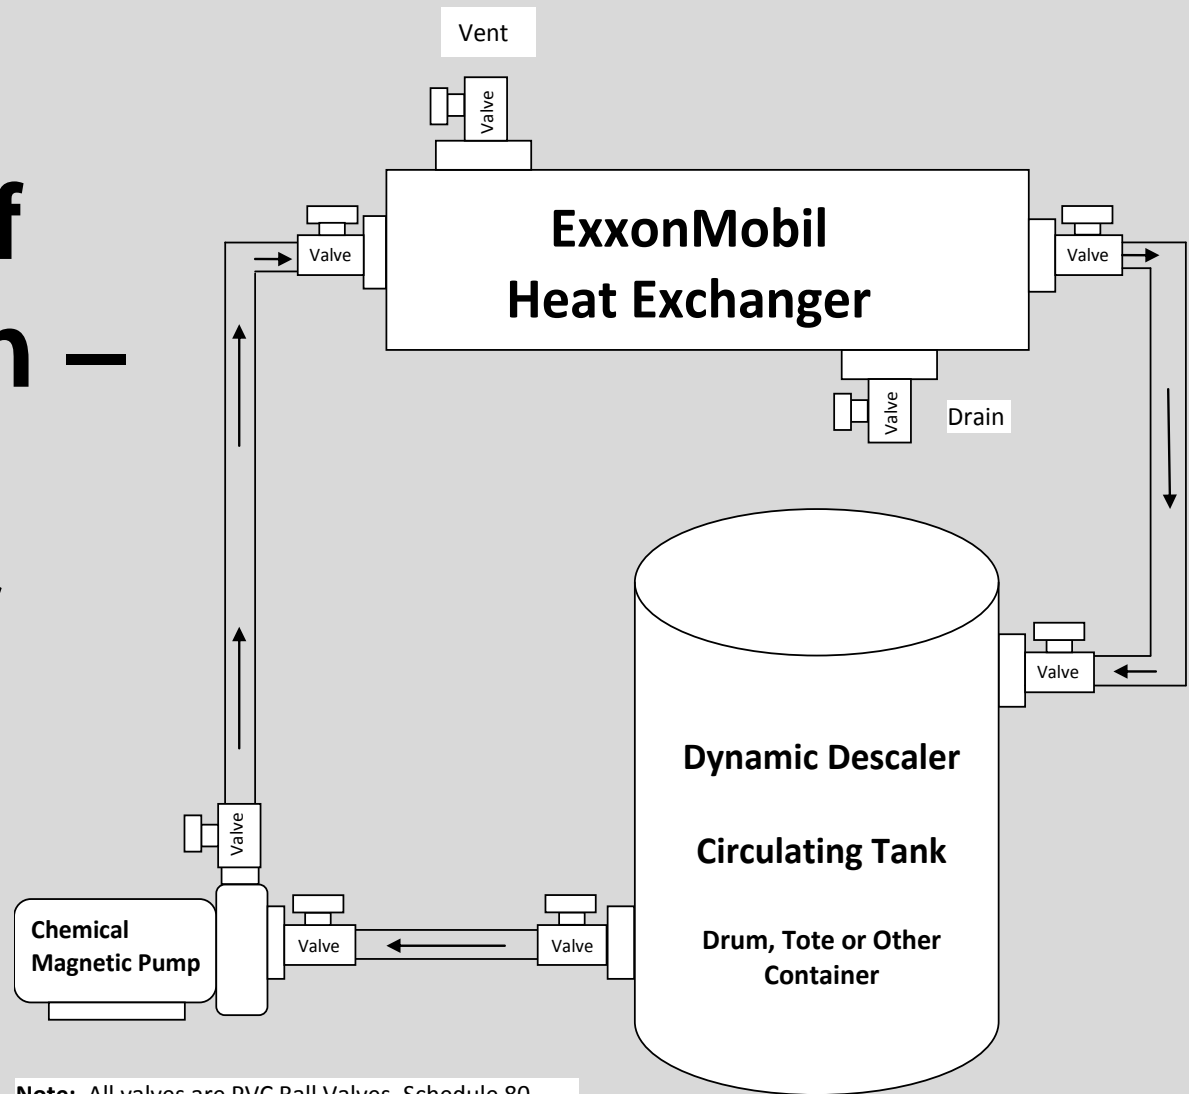 Vent
Valve
f
ExxonMobil
Heat Exchanger
Valve
Valve
n –
Valve
Drain
Valve
Dynamic Descaler
Circulating Tank
Valve
Chemical
Magnetic Pump
Valve
Valve
Drum, Tote or Other
Container
Note: All valves are PVC Ball Valves, Schedule 80